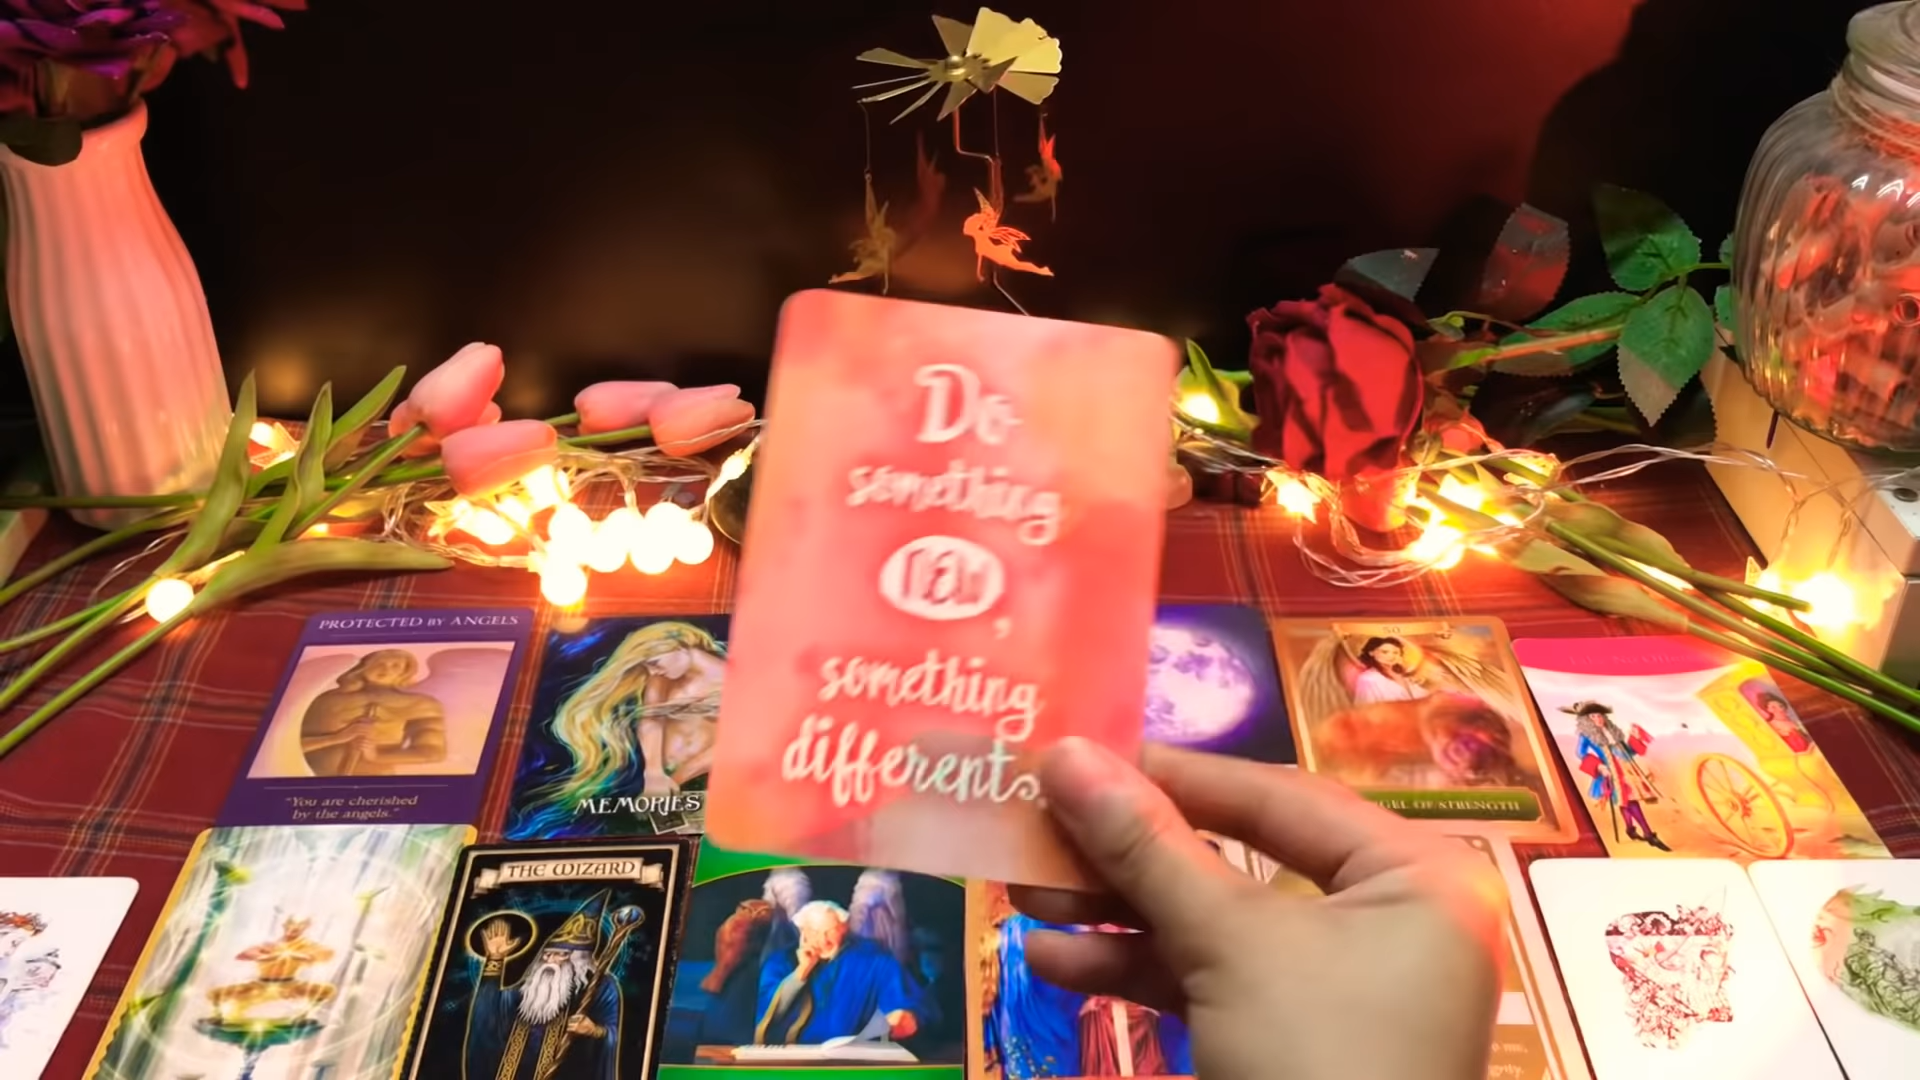 Do
something
new,
something
different.
PROTECTED BY ANGELS
"You are cherished
by the angels."
MEMORIES
50
ANGEL OF STRENGTH
THE WIZARD